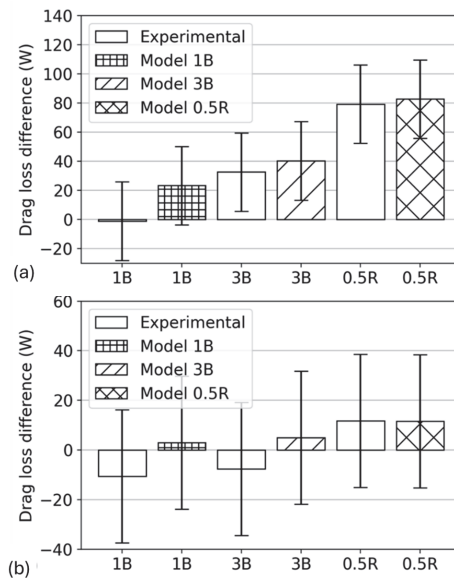 140
120
100
80
60
40
20
0
−20
Drag loss difference (W)
Experimental
Model 1B
Model 3B
Model 0.5R
1B 1B 3B 3B 0.5R 0.5R
(a)
60
40
20
0
−20
−40
Drag loss difference (W)
Experimental
Model 1B
Model 3B
Model 0.5R
1B 1B 3B 3B 0.5R 0.5R
(b)